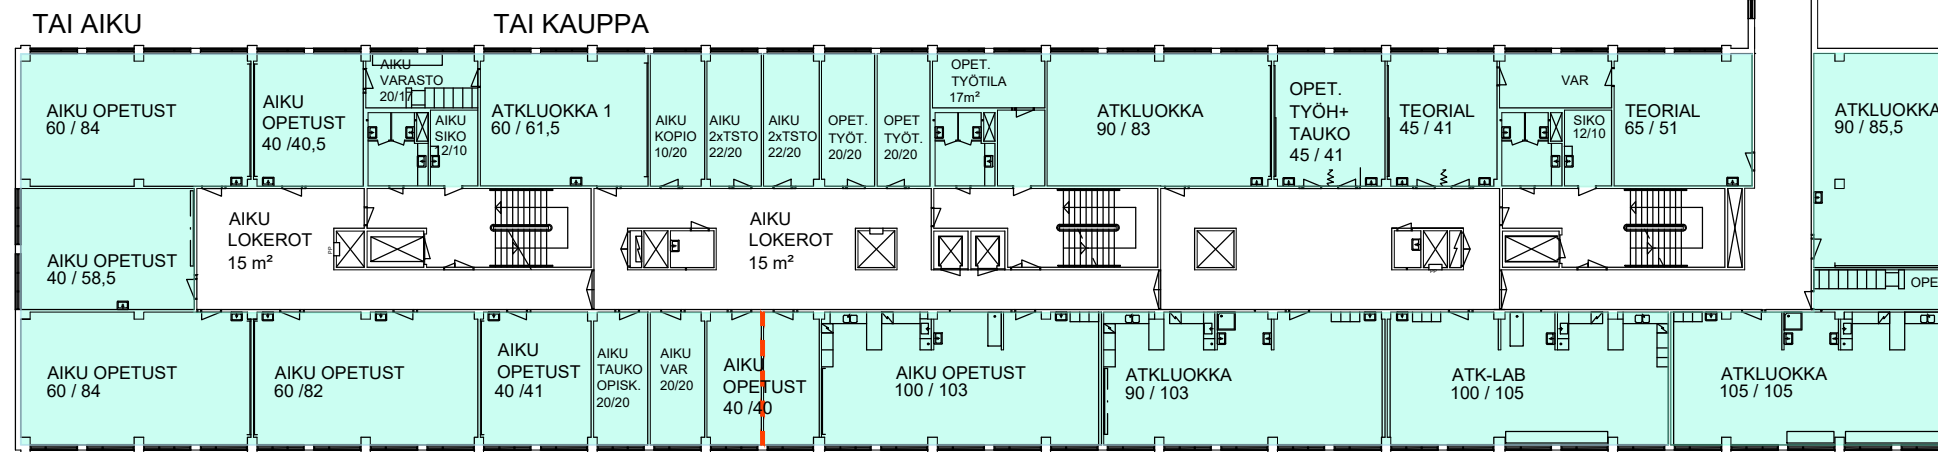 TAI AIKU
TAI KAUPPA
AIKU OPETUST
60 / 84
AIKU
OPETUST
40 /40,5
AIKU
VARASTO
20/17
AIKU
SIKO
12/10
ATKLUOKKA 1
60 / 61,5
AIKU
KOPIO
10/20
AIKU
2xTSTO
22/20
AIKU
2xTSTO
22/20
OPET.
TYÖT.
20/20
OPET
TYÖT.
20/20
OPET.
TYÖTILA
17m²
ATKLUOKKA
90 / 83
OPET.
TYÖH+
TAUKO
45 / 41
TEORIAL
45 / 41
VAR
SIKO
12/10
TEORIAL
65 / 51
ATKLUOKKA
90 / 85,5
AIKU OPETUST
40 / 58,5
AIKU
LOKEROT
15 m²
PP
AIKU
LOKEROT
15 m²
PP
OPE
AIKU OPETUST
60 / 84
AIKU OPETUST
60 /82
AIKU
OPETUST
40 /41
AIKU
TAUKO
OPISK.
20/20
AIKU
VAR
20/20
AIKU
OPETUST
40 /40
AIKU OPETUST
100 / 103
ATKLUOKKA
90 / 103
ATK-LAB
100 / 105
ATKLUOKKA
105 / 105